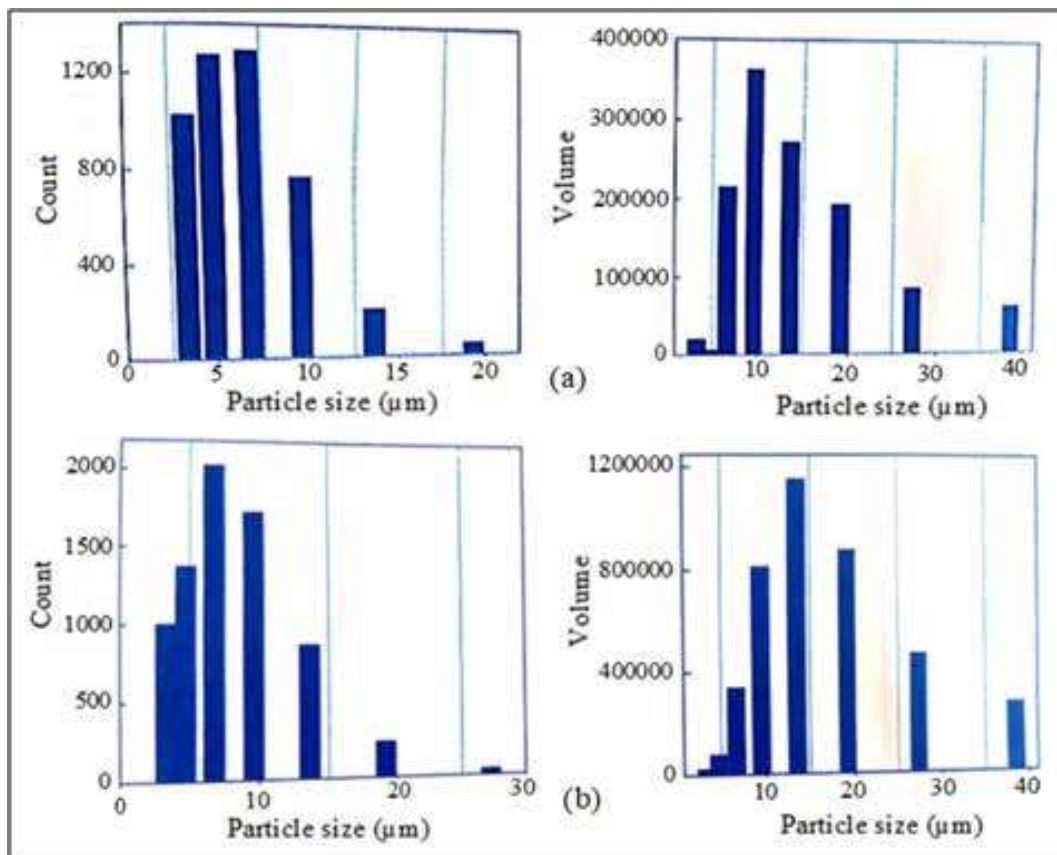 1200
800
400
0
Count
0 5 10 15 20
Particle size (µm)
400000
300000
200000
100000
0
Volume
10 20 30 40
Particle size (µm)
(a)
2000
1500
1000
500
0
Count
0 10 20 30
Particle size (µm)
1200000
800000
400000
0
Volume
10 20 30 40
Particle size (µm)
(b)